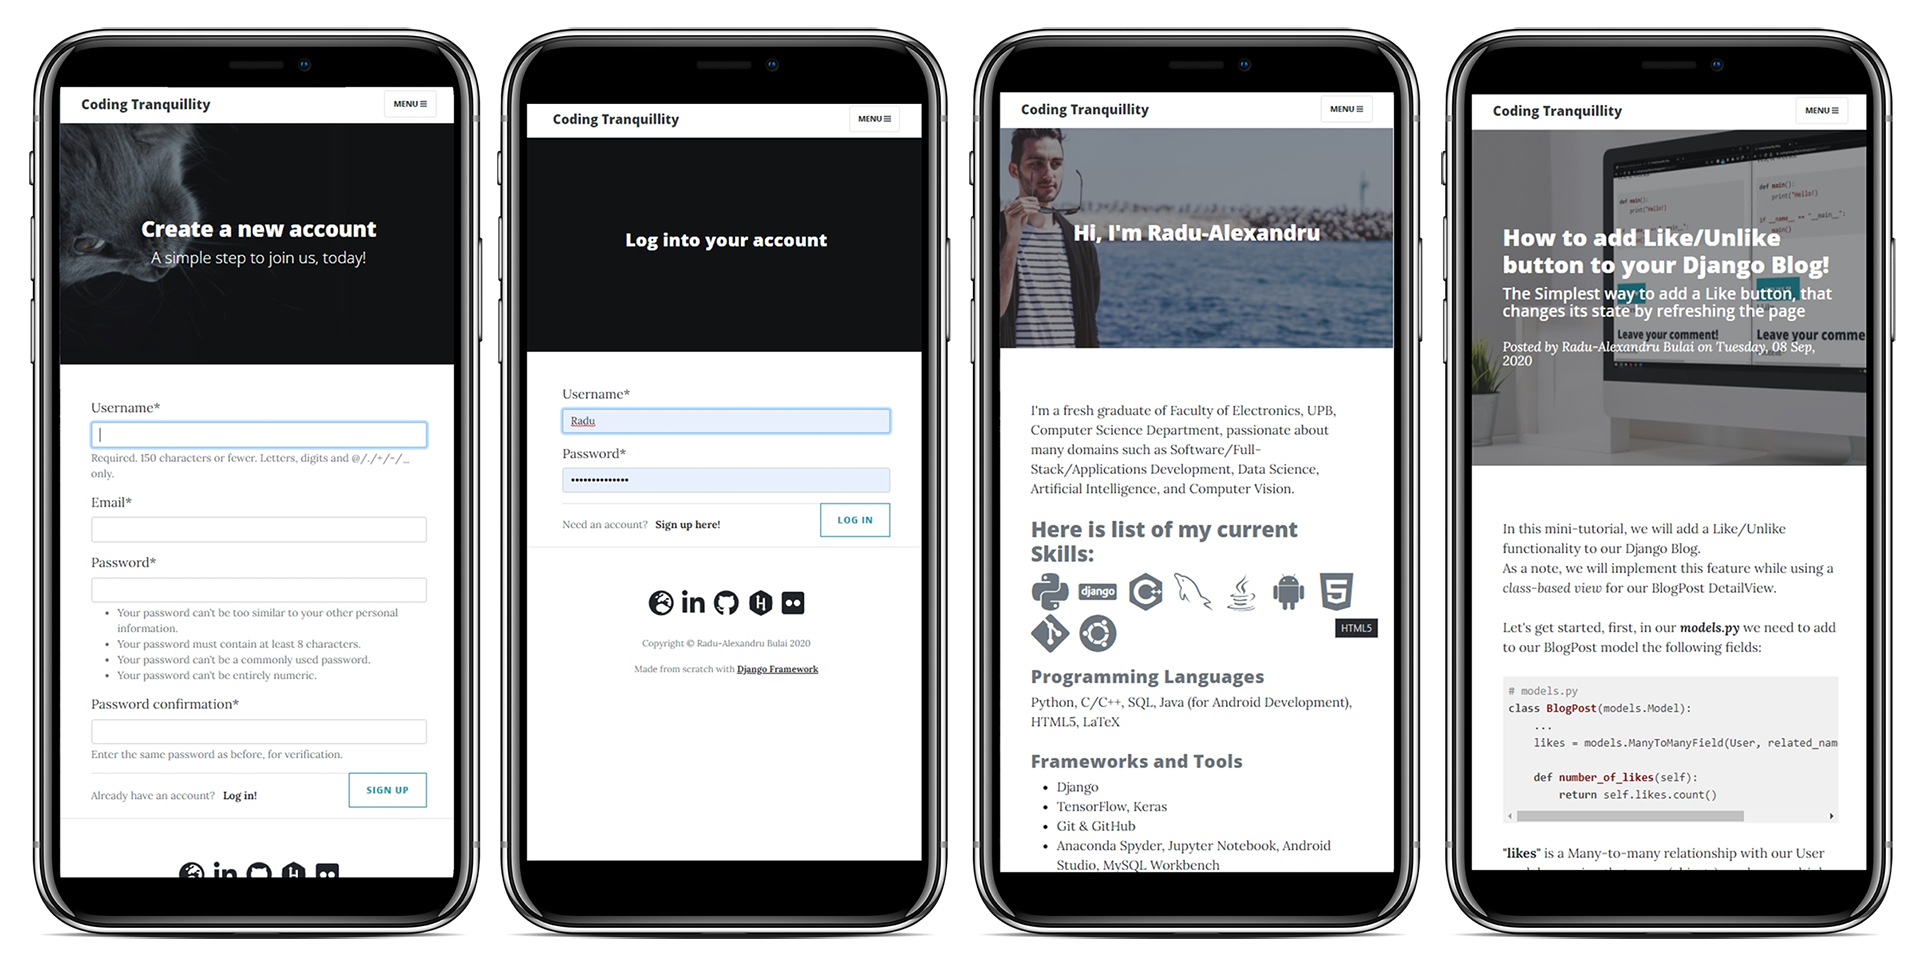 Coding Tranquillity
MENU
Create a new account
A simple step to join us, today!
Username*
Required. 150 characters or fewer. Letters, digits and @/./+/-/_
only.
Email*
Password*
Your password can't be too similar to your other personal
information.
Your password must contain at least 8 characters.
Your password can't be a commonly used password.
Your password can't be entirely numeric.
Password confirmation*
Enter the same password as before, for verification.
Already have an account? Log in!
SIGN UP
Coding Tranquillity
MENU
Log into your account
Username*
Radu
Password*
••••••••••••••
Need an account? Sign up here!
LOG IN
Copyright © Radu-Alexandru Bulai 2020
Made from scratch with Django Framework
Coding Tranquillity
MENU
Hi, I'm Radu-Alexandru
I'm a fresh graduate of Faculty of Electronics, UPB,
Computer Science Department, passionate about
many domains such as Software/Full-
Stack/Applications Development, Data Science,
Artificial Intelligence, and Computer Vision.
Here is list of my current
Skills:
django
HTML5
Programming Languages
Python, C/C++, SQL, Java (for Android Development),
HTML5, LaTeX
Frameworks and Tools
Django
TensorFlow, Keras
Git & GitHub
Anaconda Spyder, Jupyter Notebook, Android
Studio, MySQL Workbench
Coding Tranquillity
MENU
def main():
print("Hello!)
if __name__ == "__main__":
def main():
print("Hello!)
How to add Like/Unlike
button to your Django Blog!
The Simplest way to add a Like button, that
changes its state by refreshing the page
Leave your comment!
Leave your comme
Posted by Radu-Alexandru Bulai on Tuesday, 08 Sep,
2020
In this mini-tutorial, we will add a Like/Unlike
functionality to our Django Blog.
As a note, we will implement this feature while using a
class-based view for our BlogPost DetailView.
Let's get started, first, in our models.py we need to add
to our BlogPost model the following fields:
# models.py
class BlogPost(models.Model):
...
likes = models.ManyToManyField(User, related_nam
def number_of_likes(self):
return self.likes.count()
"likes" is a Many-to-many relationship with our User